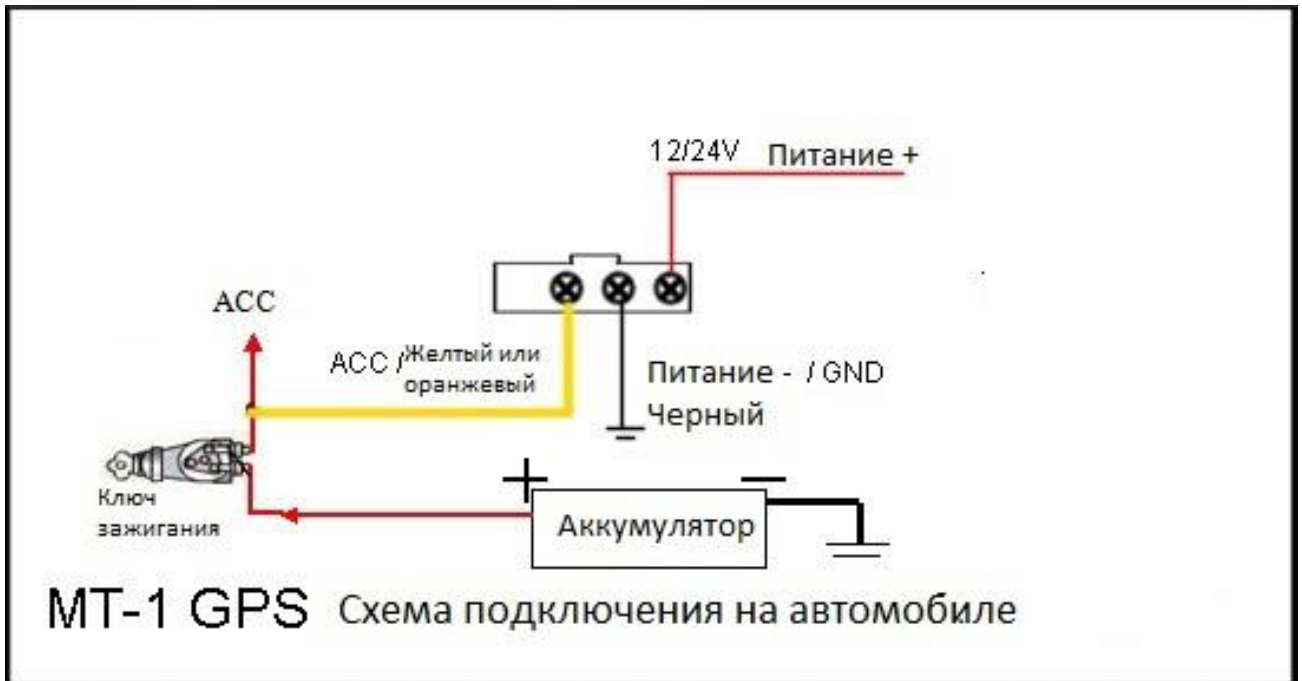 12/24V Питание +
ACC
ACC / Желтый или
оранжевый
Питание - / GND
Черный
Ключ
зажигания
+ −
Аккумулятор
MT-1 GPS Схема подключения на автомобиле